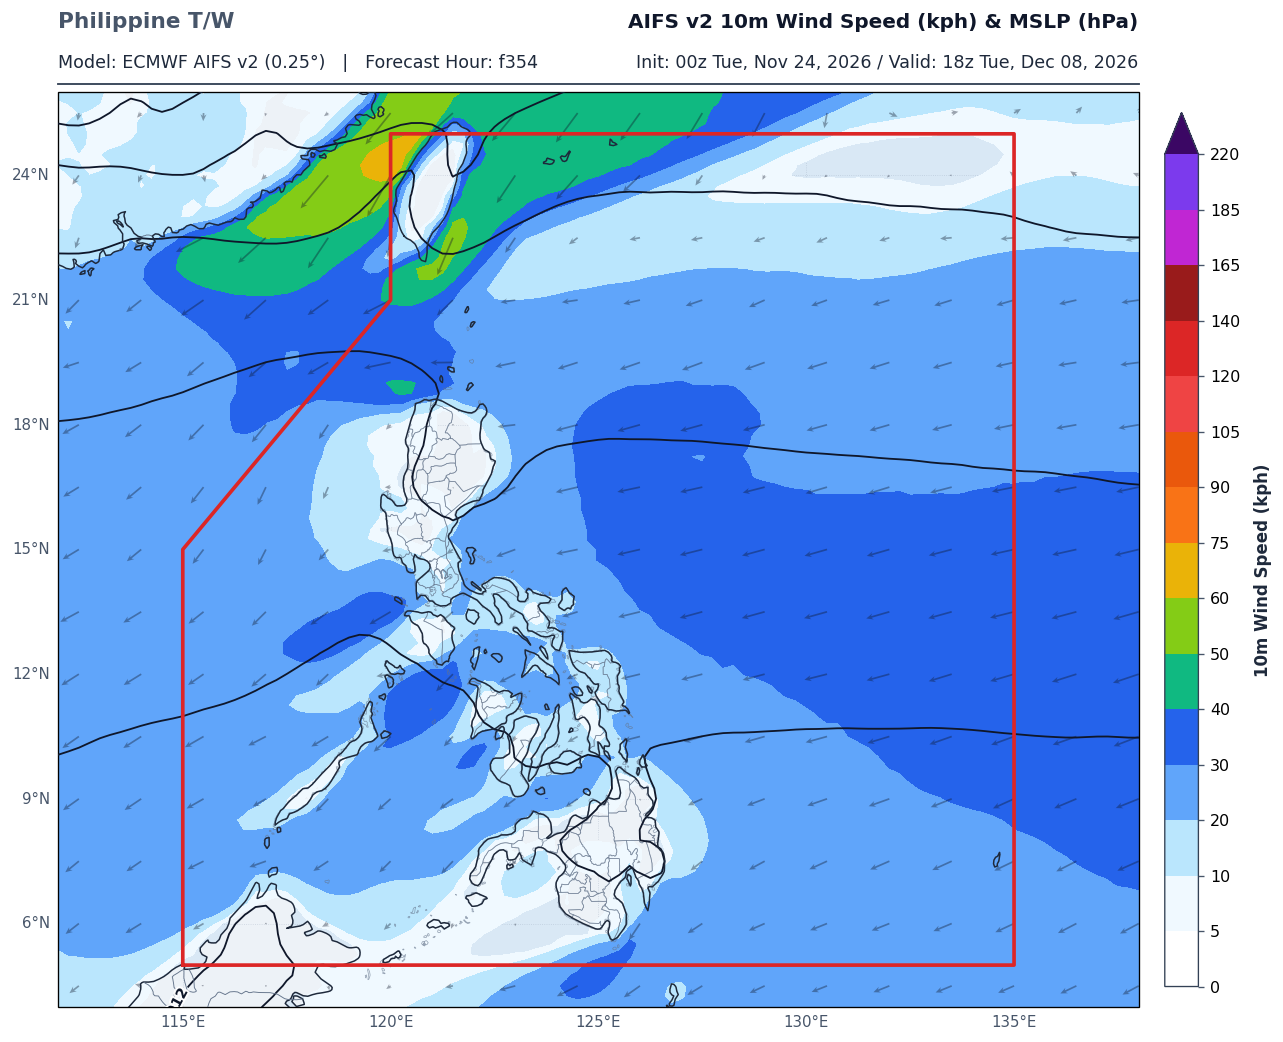 Philippine T/W
AIFS v2 10m Wind Speed (kph) & MSLP (hPa)
Model: ECMWF AIFS v2 (0.25°) | Forecast Hour: f354
Init: 00z Tue, Nov 24, 2026 / Valid: 18z Tue, Dec 08, 2026
24°N
21°N
18°N
15°N
12°N
9°N
6°N
115°E
120°E
125°E
130°E
135°E
220
185
165
140
120
105
90
75
60
50
40
30
20
10
5
0
10m Wind Speed (kph)